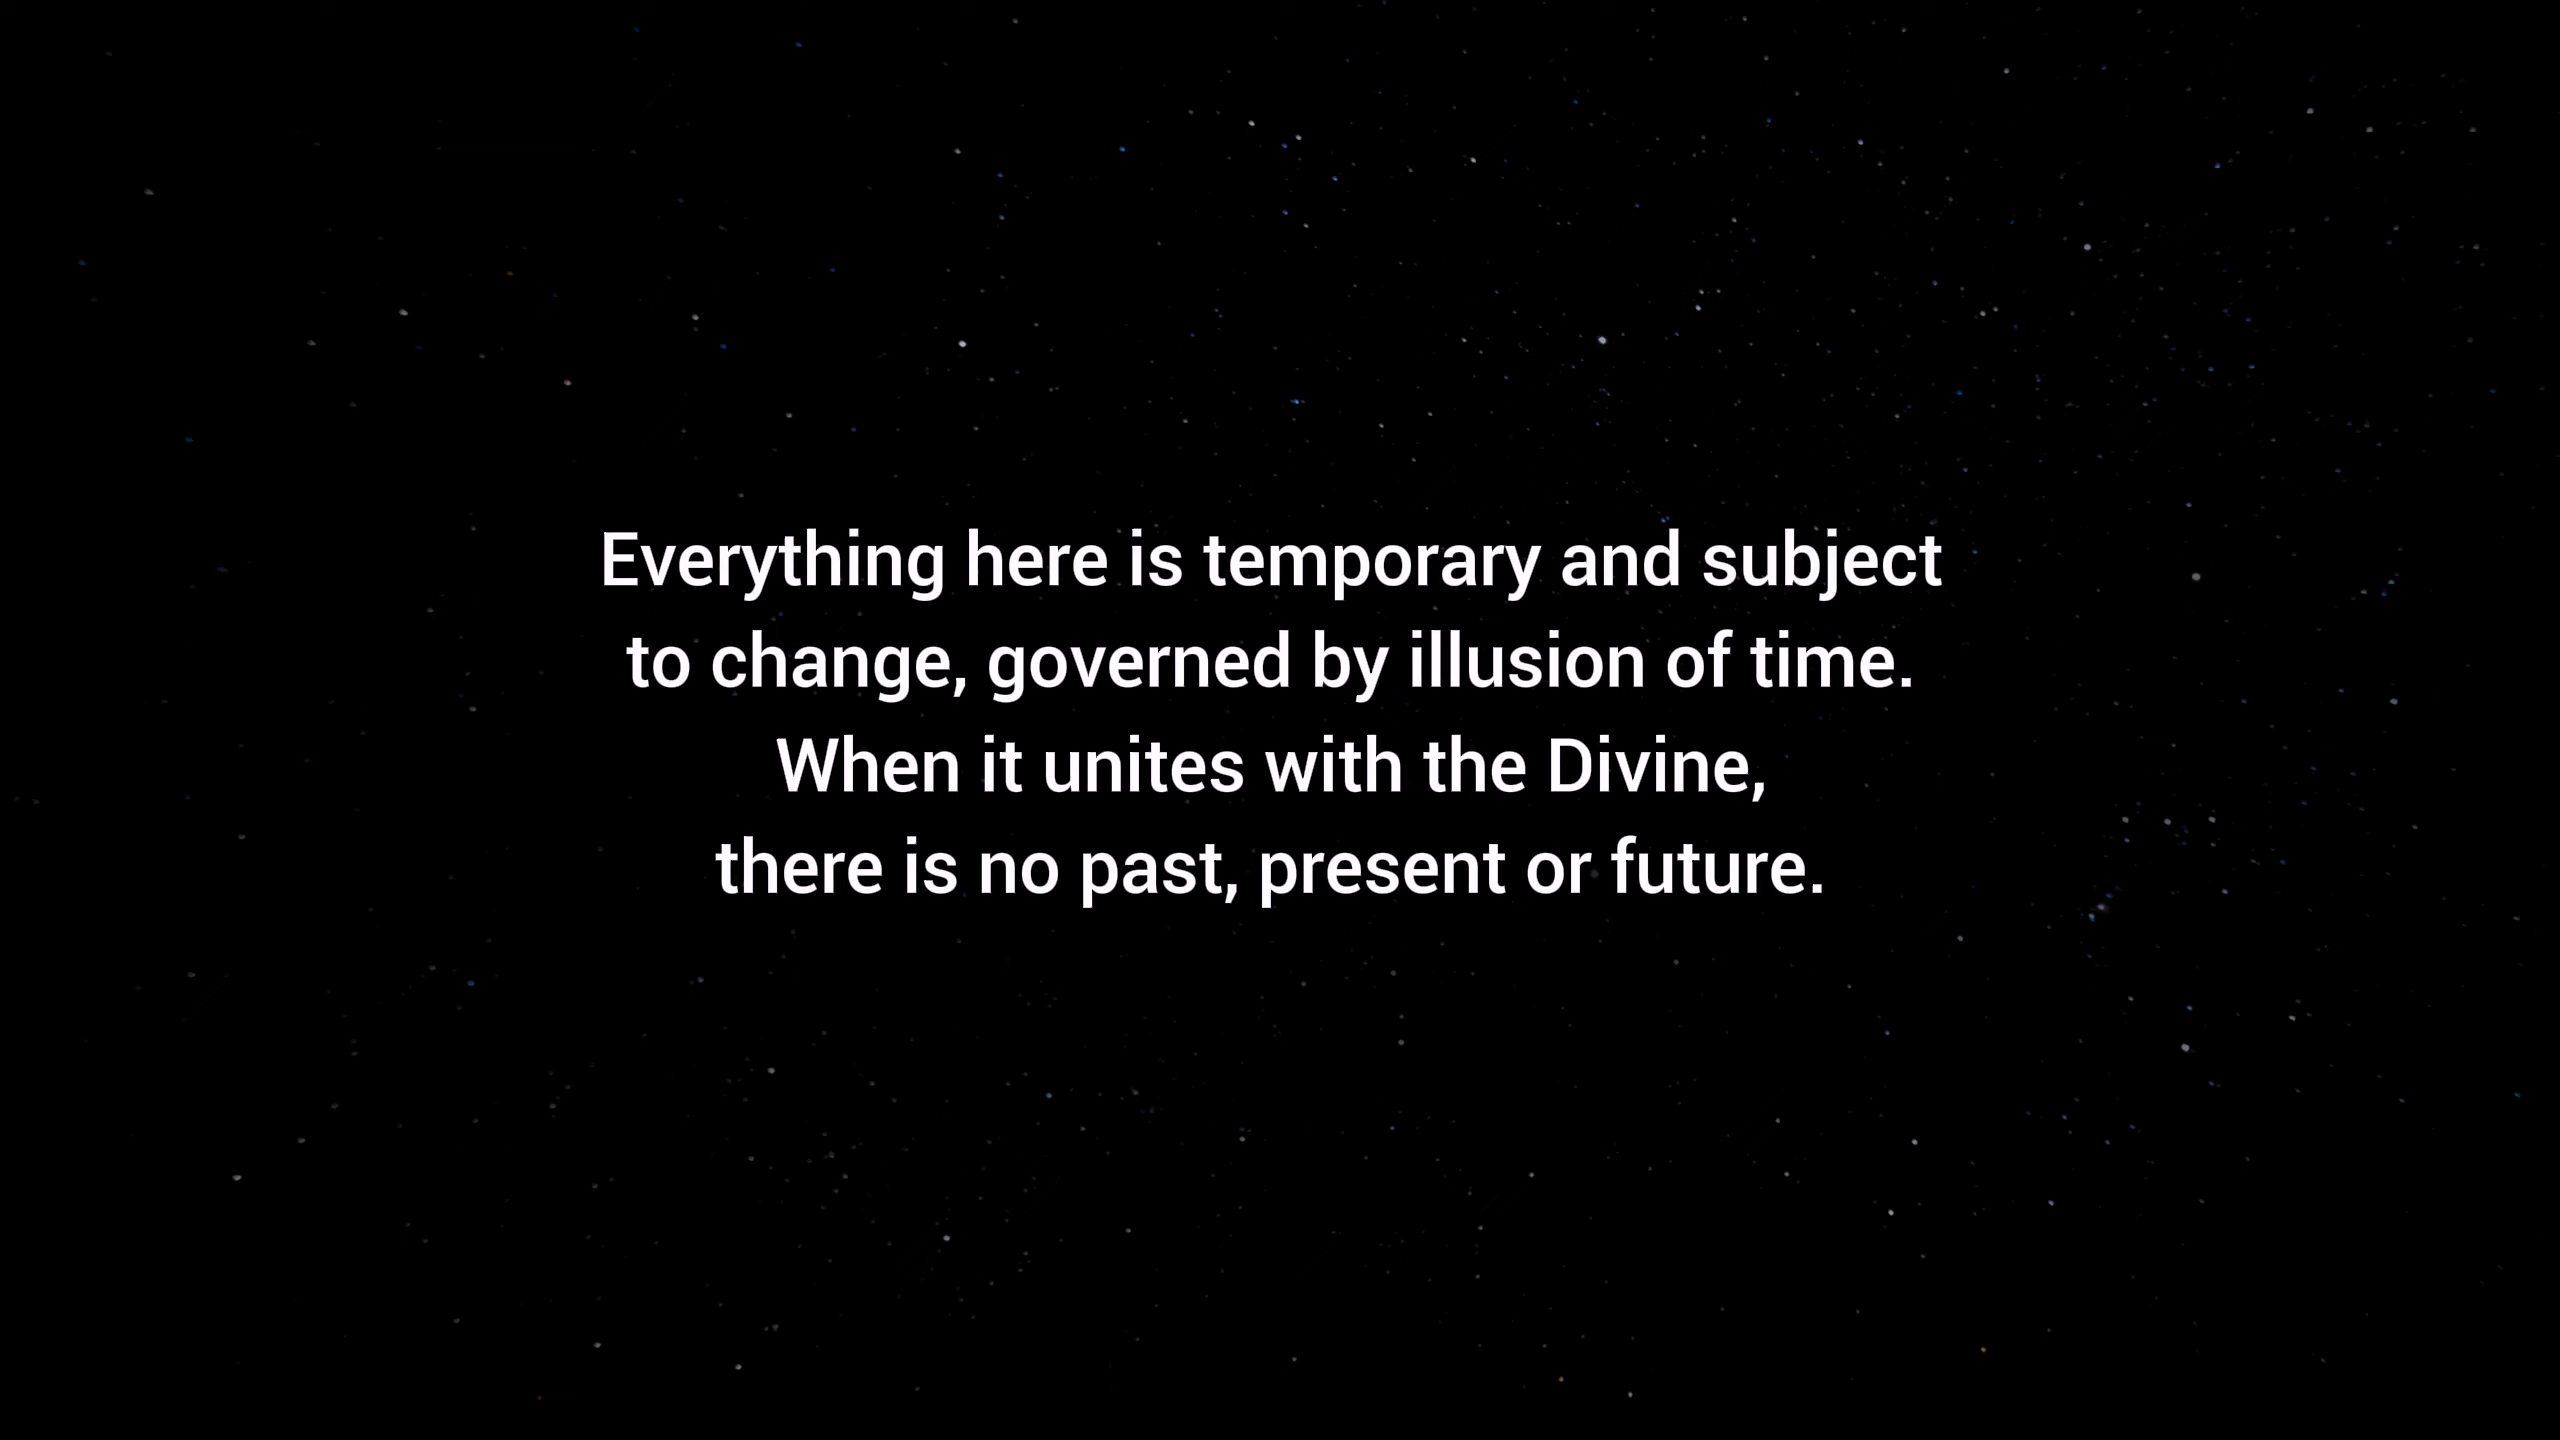 Everything here is temporary and subject
to change, governed by illusion of time.
When it unites with the Divine,
there is no past, present or future.